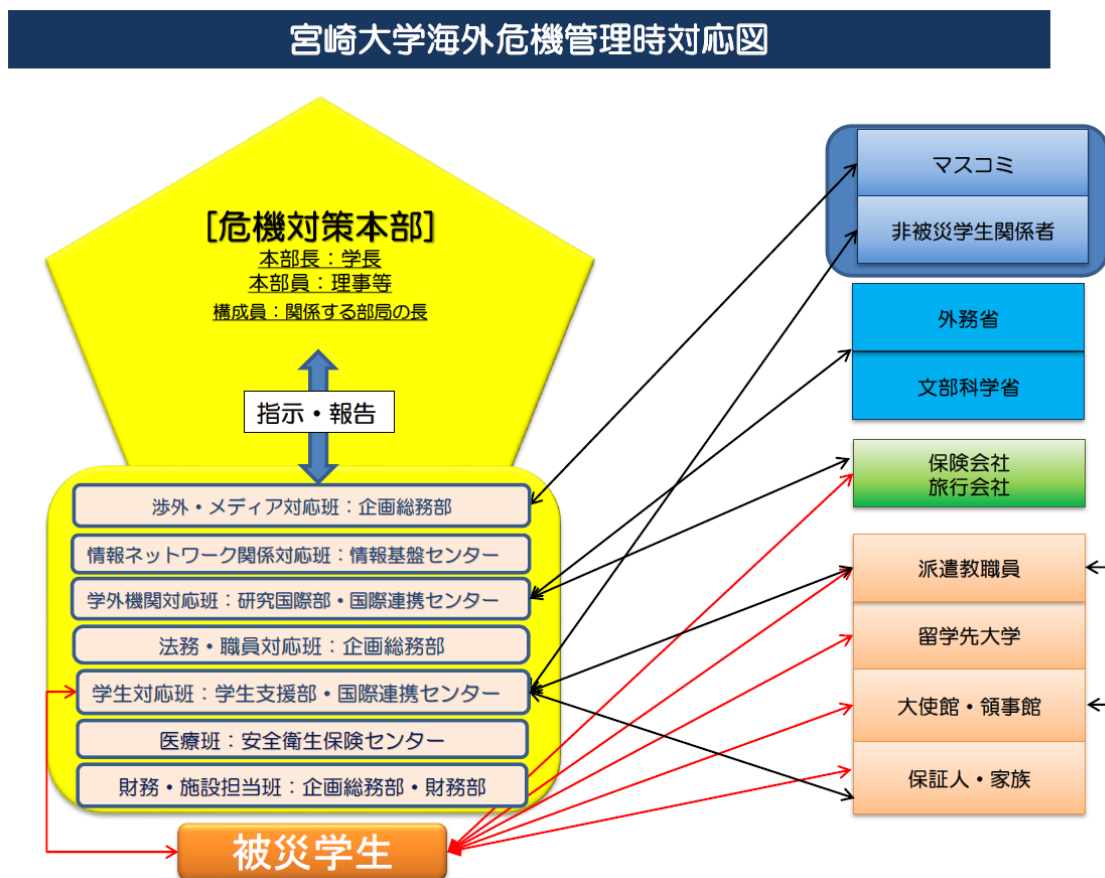 宮崎大学海外危機管理時対応図
[危機対策本部]
本部長：学長
本部員：理事等
構成員：関係する部局の長
指示・報告
渉外・メディア対応班：企画総務部
情報ネットワーク関係対応班：情報基盤センター
学外機関対応班：研究国際部・国際連携センター
法務・職員対応班：企画総務部
学生対応班：学生支援部・国際連携センター
医療班：安全衛生保険センター
財務・施設担当班：企画総務部・財務部
被災学生
マスコミ
非被災学生関係者
外務省
文部科学省
保険会社
旅行会社
派遣教職員
留学先大学
大使館・領事館
保証人・家族